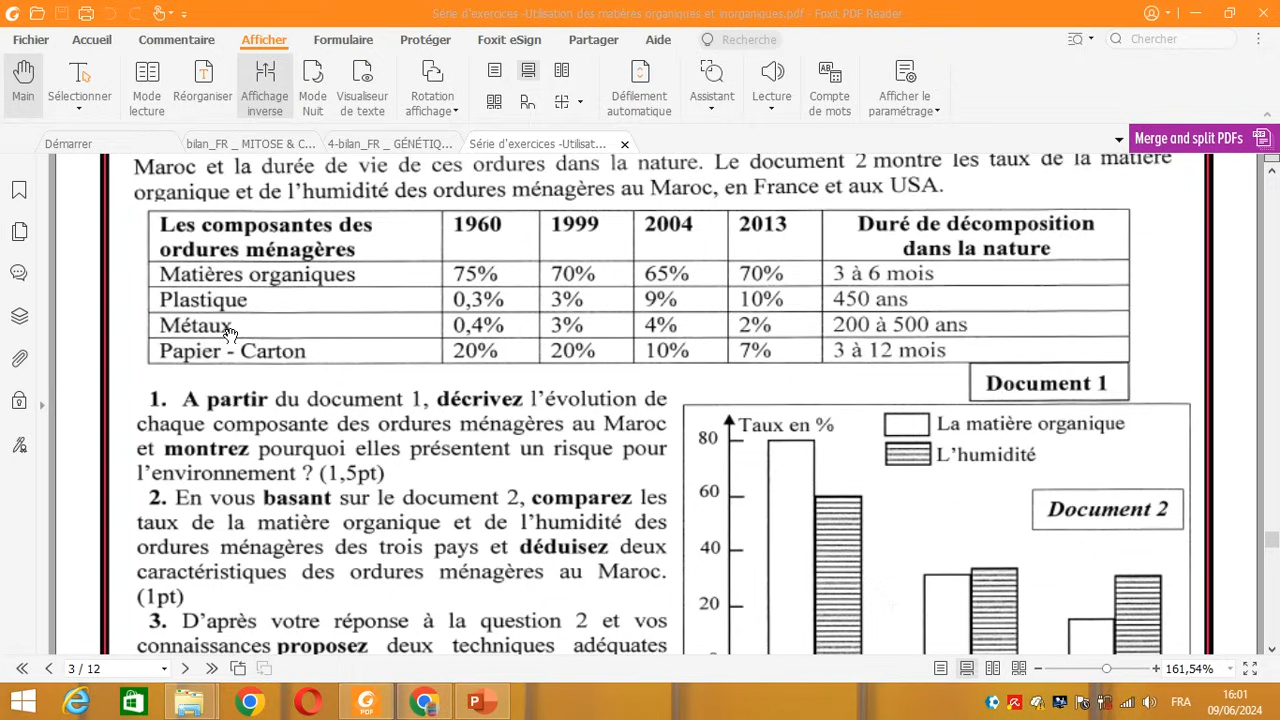 Série d'exercices -Utilisation des matières organiques et inorganiques.pdf - Foxit PDF Reader
Fichier Accueil Commentaire Afficher Formulaire Protéger Foxit eSign Partager Aide Recherche Chercher
Main Sélectionner Mode lecture Réorganiser Affichage inverse Mode Nuit Visualiseur de texte Rotation affichage Défilement automatique Assistant Lecture Compte de mots Afficher le paramétrage
Démarrer bilan_FR _ MITOSE & C... 4-bilan_FR _ GÉNÉTIQ... Série d'exercices -Utilisat... Merge and split PDFs
PDF
Maroc et la durée de vie de ces ordures dans la nature. Le document 2 montre les taux de la matière
organique et de l'humidité des ordures ménagères au Maroc, en France et aux USA.
Les composantes des ordures ménagères 1960 1999 2004 2013 Duré de décomposition dans la nature
Matières organiques 75% 70% 65% 70% 3 à 6 mois
Plastique 0,3% 3% 9% 10% 450 ans
Métaux 0,4% 3% 4% 2% 200 à 500 ans
Papier - Carton 20% 20% 10% 7% 3 à 12 mois
Document 1
1. A partir du document 1, décrivez l'évolution de
chaque composante des ordures ménagères au Maroc
et montrez pourquoi elles présentent un risque pour
l'environnement ? (1,5pt)
2. En vous basant sur le document 2, comparez les
taux de la matière organique et de l'humidité des
ordures ménagères des trois pays et déduisez deux
caractéristiques des ordures ménagères au Maroc.
(1pt)
3. D'après votre réponse à la question 2 et vos
connaissances proposez deux techniques adéquates
Taux en %
La matière organique
L'humidité
Document 2
80
60
40
20
3 / 12 161,54%
PDF
FRA 16:01
09/06/2024